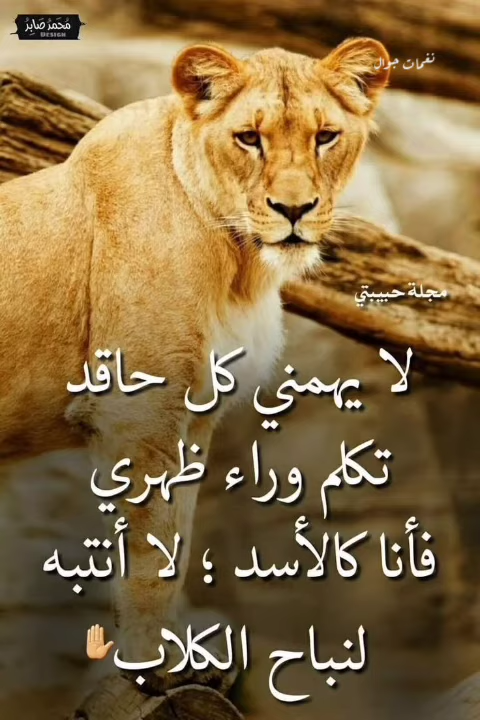 محمد صابر
DESIGN
نغمات جوال
مجلة حبيبتي
لا يهمني كل حاقد
تكلم وراء ظهري
فأنا كالأسد ؛ لا أنتبه
لنباح الكلاب🤚🏼